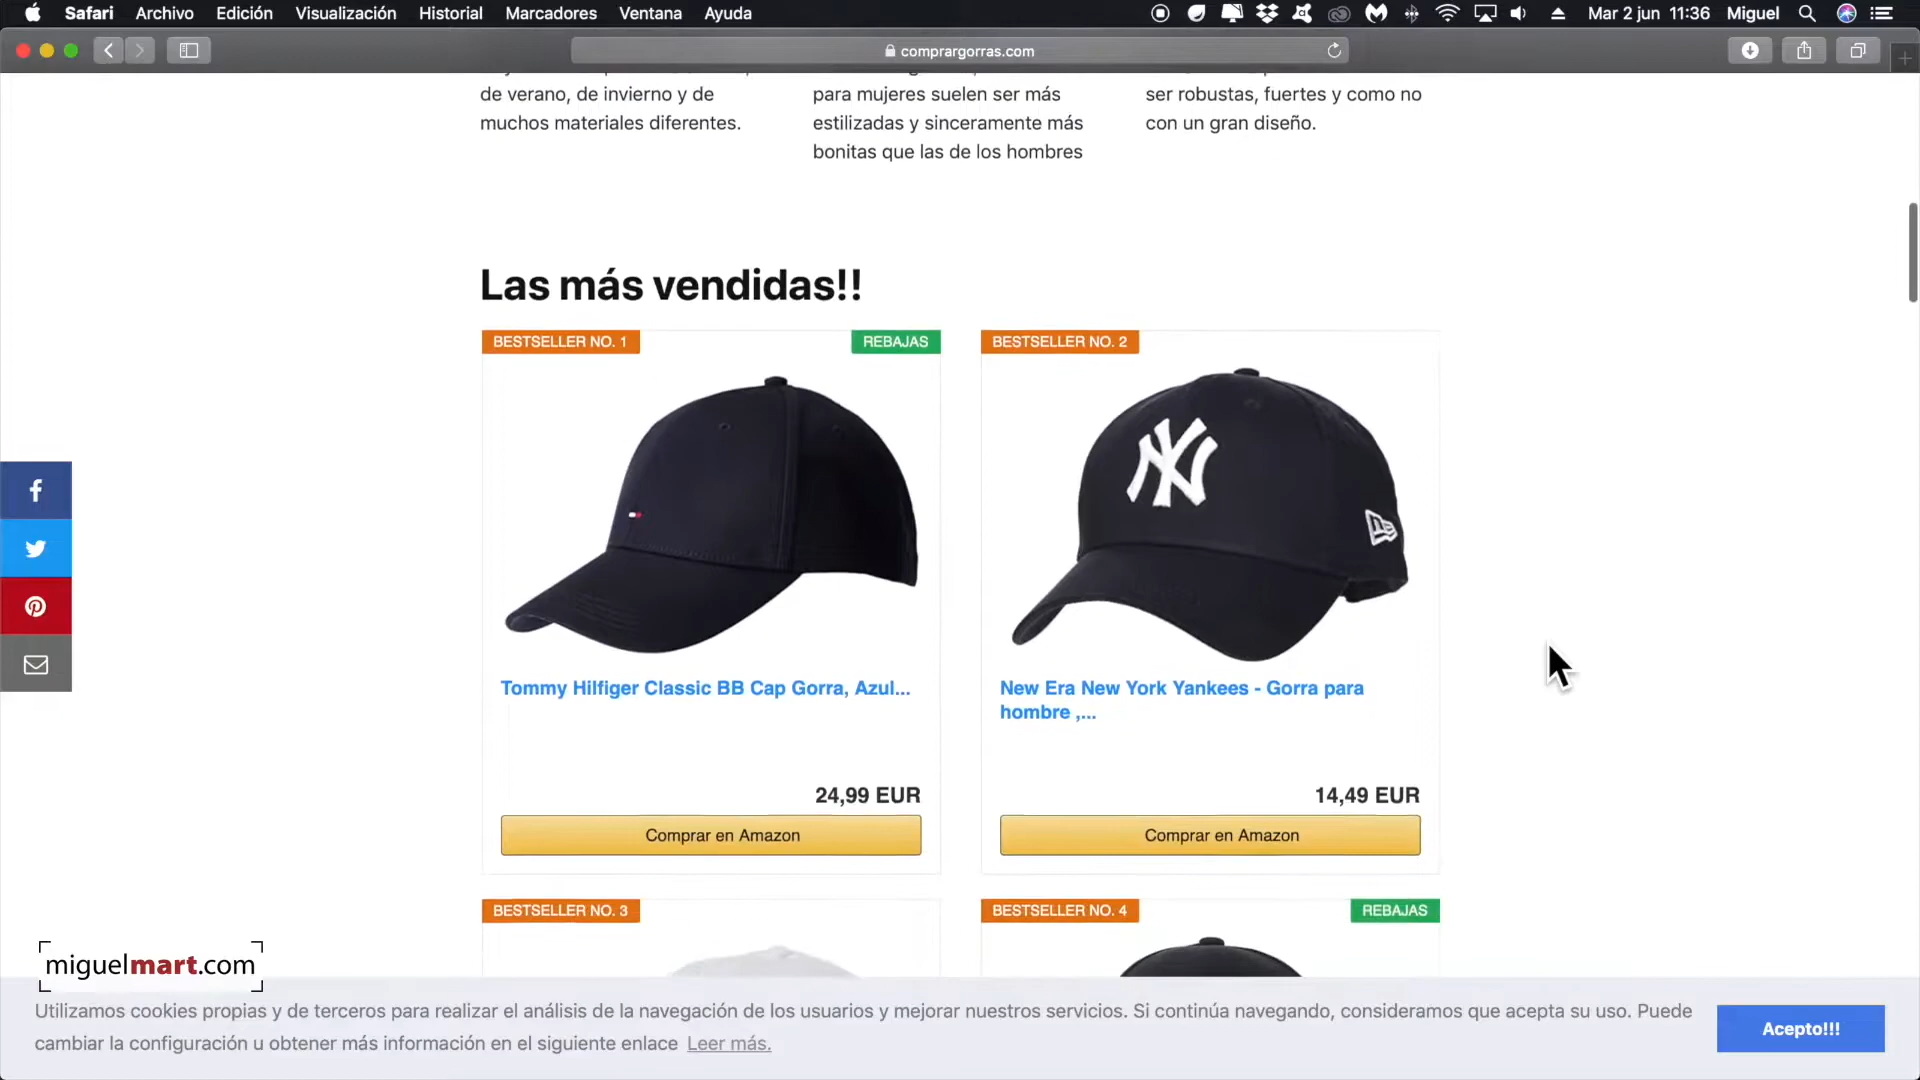 Safari Archivo Edición Visualización Historial Marcadores Ventana Ayuda Mar 2 jun 11:36 Miguel
comprargorras.com
de verano, de invierno y de
muchos materiales diferentes.
para mujeres suelen ser más
estilizadas y sinceramente más
bonitas que las de los hombres
ser robustas, fuertes y como no
con un gran diseño.
Las más vendidas!!
BESTSELLER NO. 1 REBAJAS
Tommy Hilfiger Classic BB Cap Gorra, Azul...
24,99 EUR
Comprar en Amazon
BESTSELLER NO. 2
NY
New Era New York Yankees - Gorra para
hombre ,...
14,49 EUR
Comprar en Amazon
BESTSELLER NO. 3
BESTSELLER NO. 4 REBAJAS
miguelmart.com
Utilizamos cookies propias y de terceros para realizar el análisis de la navegación de los usuarios y mejorar nuestros servicios. Si continúa navegando, consideramos que acepta su uso. Puede
cambiar la configuración u obtener más información en el siguiente enlace Leer más.
Acepto!!!